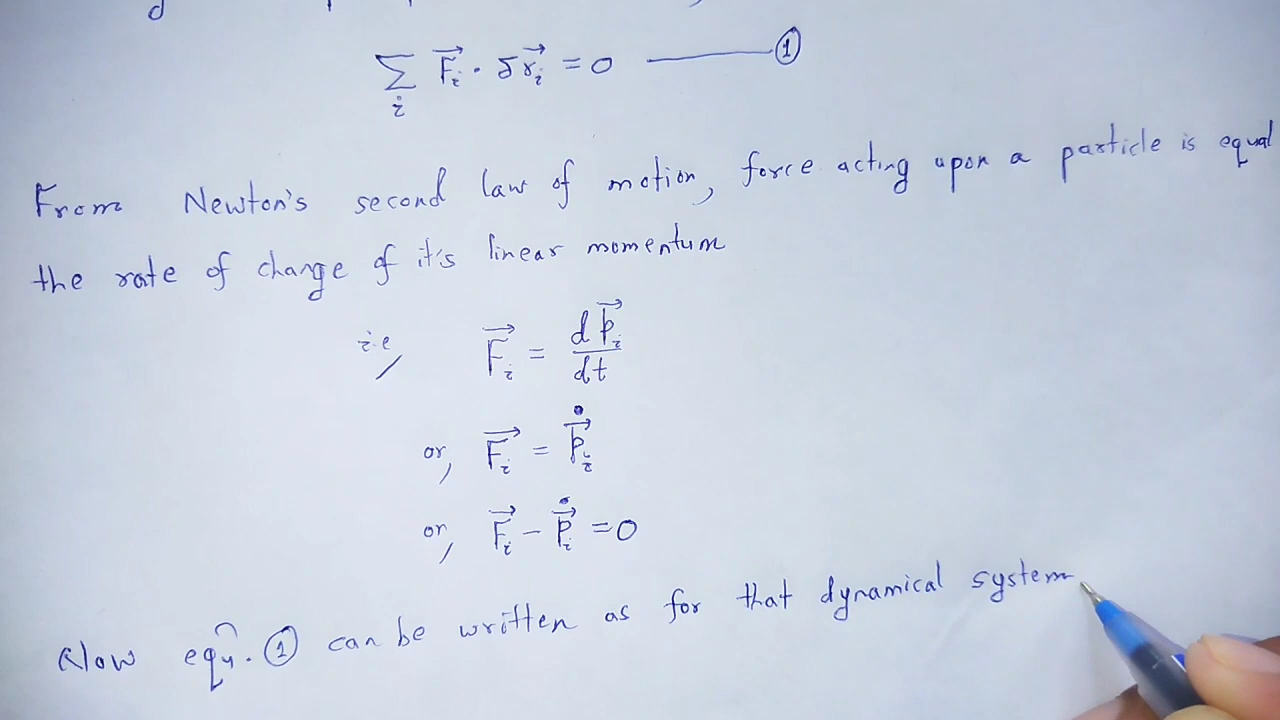 ∑ᵢ F⃗ᵢ · δr⃗ᵢ = 0 ——— ①
From Newton's second law of motion, force acting upon a particle is equal
the rate of change of it's linear momentum
i.e, F⃗ᵢ = dp⃗ᵢ/dt
or, F⃗ᵢ = ṗ⃗ᵢ
or, F⃗ᵢ − ṗ⃗ᵢ = 0
Now eqn. ① can be written as for that dynamical system